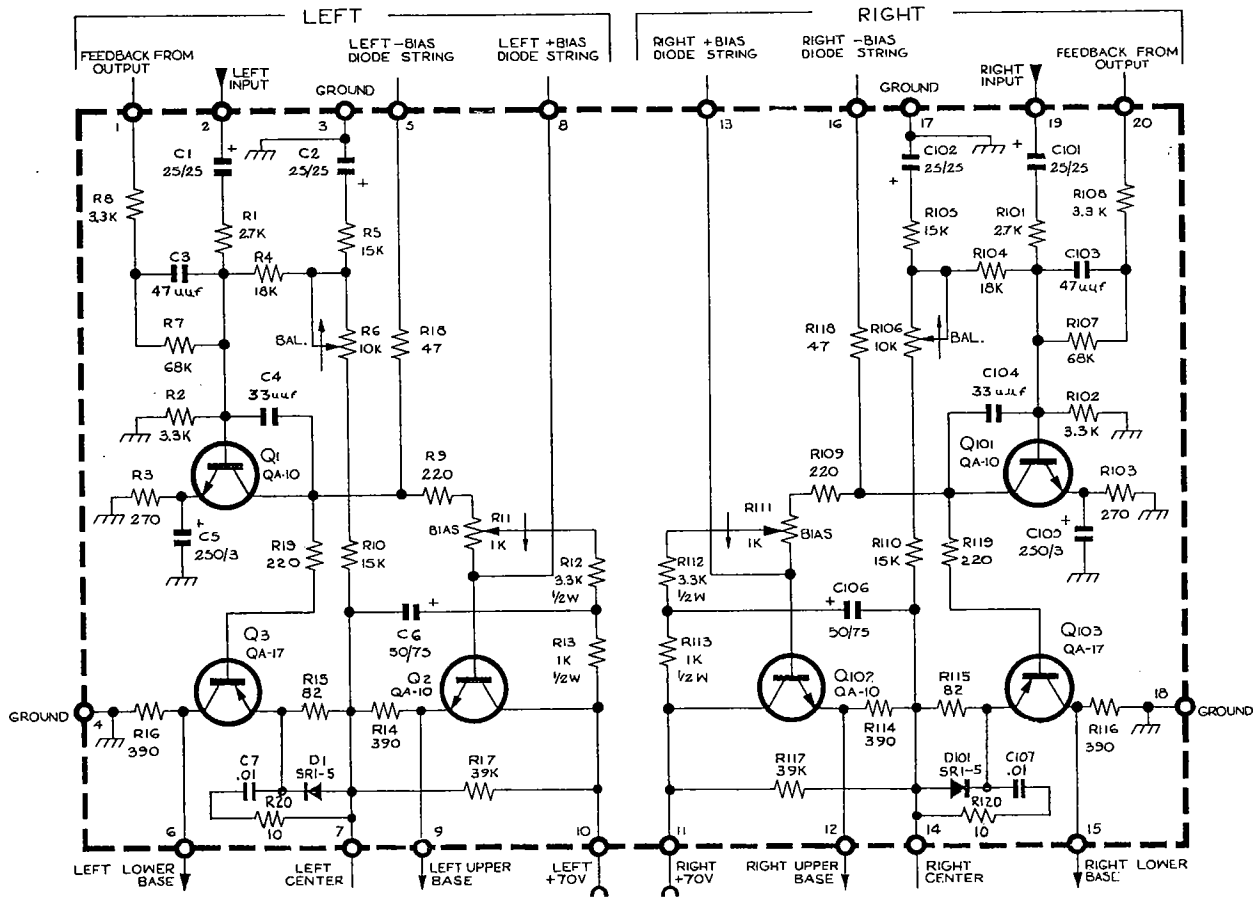 LEFT
RIGHT
FEEDBACK FROM
OUTPUT
LEFT
INPUT
GROUND
LEFT -BIAS
DIODE STRING
LEFT +BIAS
DIODE STRING
RIGHT +BIAS
DIODE STRING
RIGHT -BIAS
DIODE STRING
GROUND
RIGHT
INPUT
FEEDBACK FROM
OUTPUT
1
2
3
5
8
13
16
17
19
20
C1
25/25
+
C2
25/25
+
C102
25/25
+
C101
25/25
+
R8
3.3K
R1
27K
R5
15K
R105
15K
R101
27K
R108
3.3K
C3
47uuf
R4
18K
R104
18K
C103
47uuf
R7
68K
BAL.
R6
10K
R18
47
R118
47
R106
10K
BAL.
R107
68K
R2
3.3K
C4
33uuf
C104
33uuf
R102
3.3K
Q1
QA-10
R9
220
R109
220
Q101
QA-10
R3
270
R103
270
+
C5
250/3
BIAS
R11
1K
R111
1K
BIAS
+
C105
250/3
R19
220
R10
15K
R12
3.3K
1/2W
R112
3.3K
1/2W
R110
15K
R119
220
+
C6
50/75
+
C106
50/75
Q3
QA-17
R15
82
Q2
QA-10
R13
1K
1/2W
R113
1K
1/2W
Q102
QA-10
R115
82
Q103
QA-17
GROUND
4
R16
390
R14
390
R114
390
R116
390
18
GROUND
C7
.01
D1
SR1-5
R17
39K
R117
39K
D101
SR1-5
C107
.01
R20
10
R120
10
6
7
9
10
11
12
14
15
LEFT LOWER
BASE
LEFT
CENTER
LEFT UPPER
BASE
LEFT
+70V
RIGHT
+70V
RIGHT UPPER
BASE
RIGHT
CENTER
RIGHT LOWER
BASE